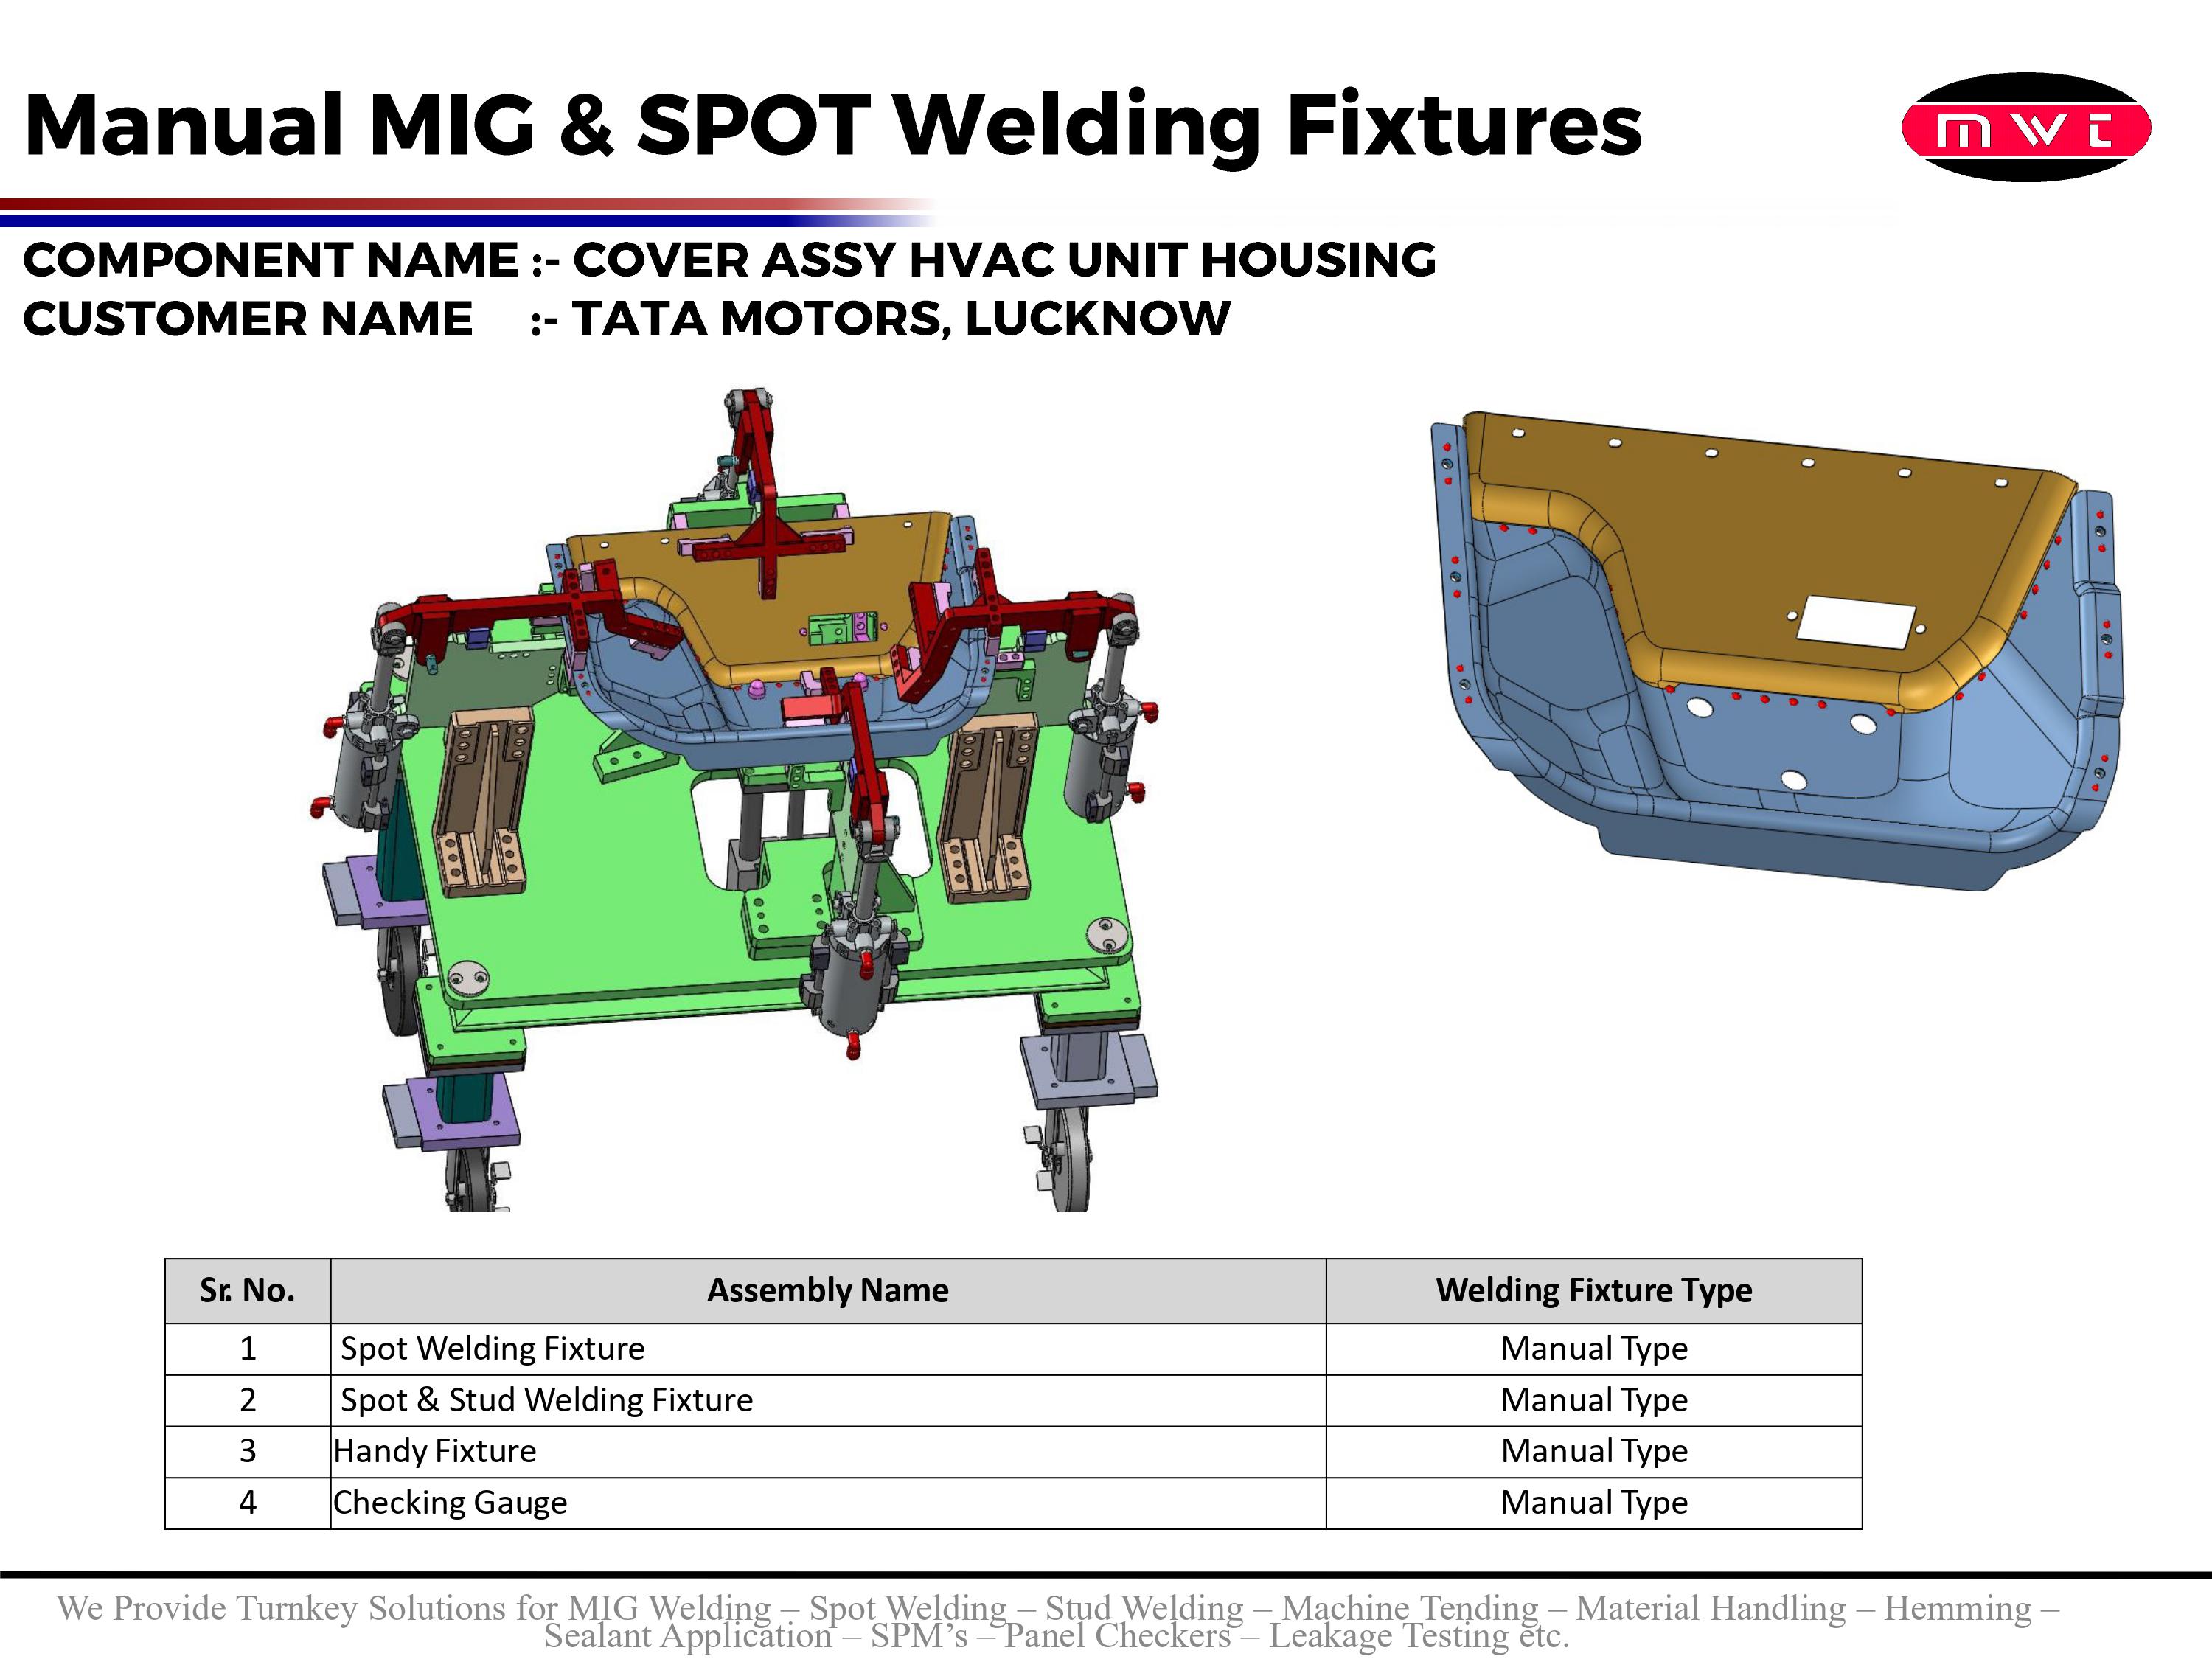 Manual MIG & SPOT Welding Fixtures
mwt
COMPONENT NAME :- COVER ASSY HVAC UNIT HOUSING
CUSTOMER NAME :- TATA MOTORS, LUCKNOW
Sr. No. Assembly Name Welding Fixture Type
1 Spot Welding Fixture Manual Type
2 Spot & Stud Welding Fixture Manual Type
3 Handy Fixture Manual Type
4 Checking Gauge Manual Type
We Provide Turnkey Solutions for MIG Welding – Spot Welding – Stud Welding – Machine Tending – Material Handling – Hemming –
Sealant Application – SPM’s – Panel Checkers – Leakage Testing etc.